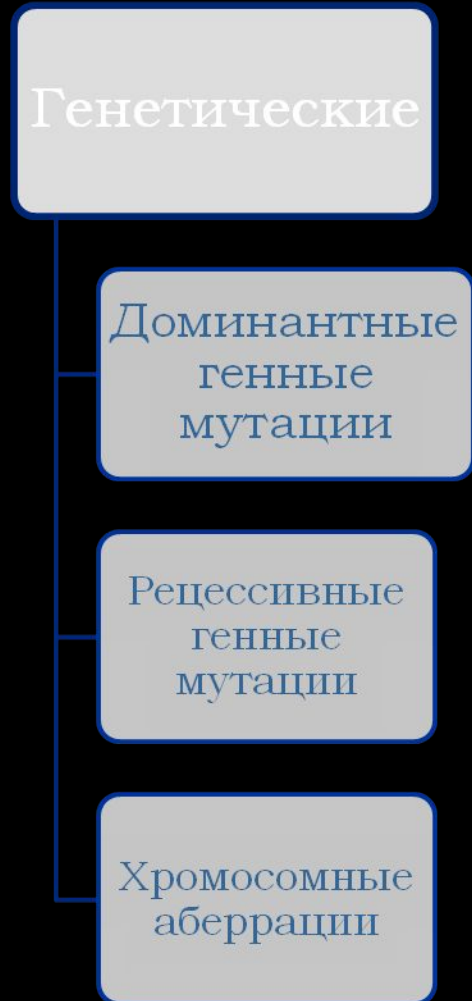 Генетические
Доминантные
генные
мутации
Рецессивные
генные
мутации
Хромосомные
аберрации